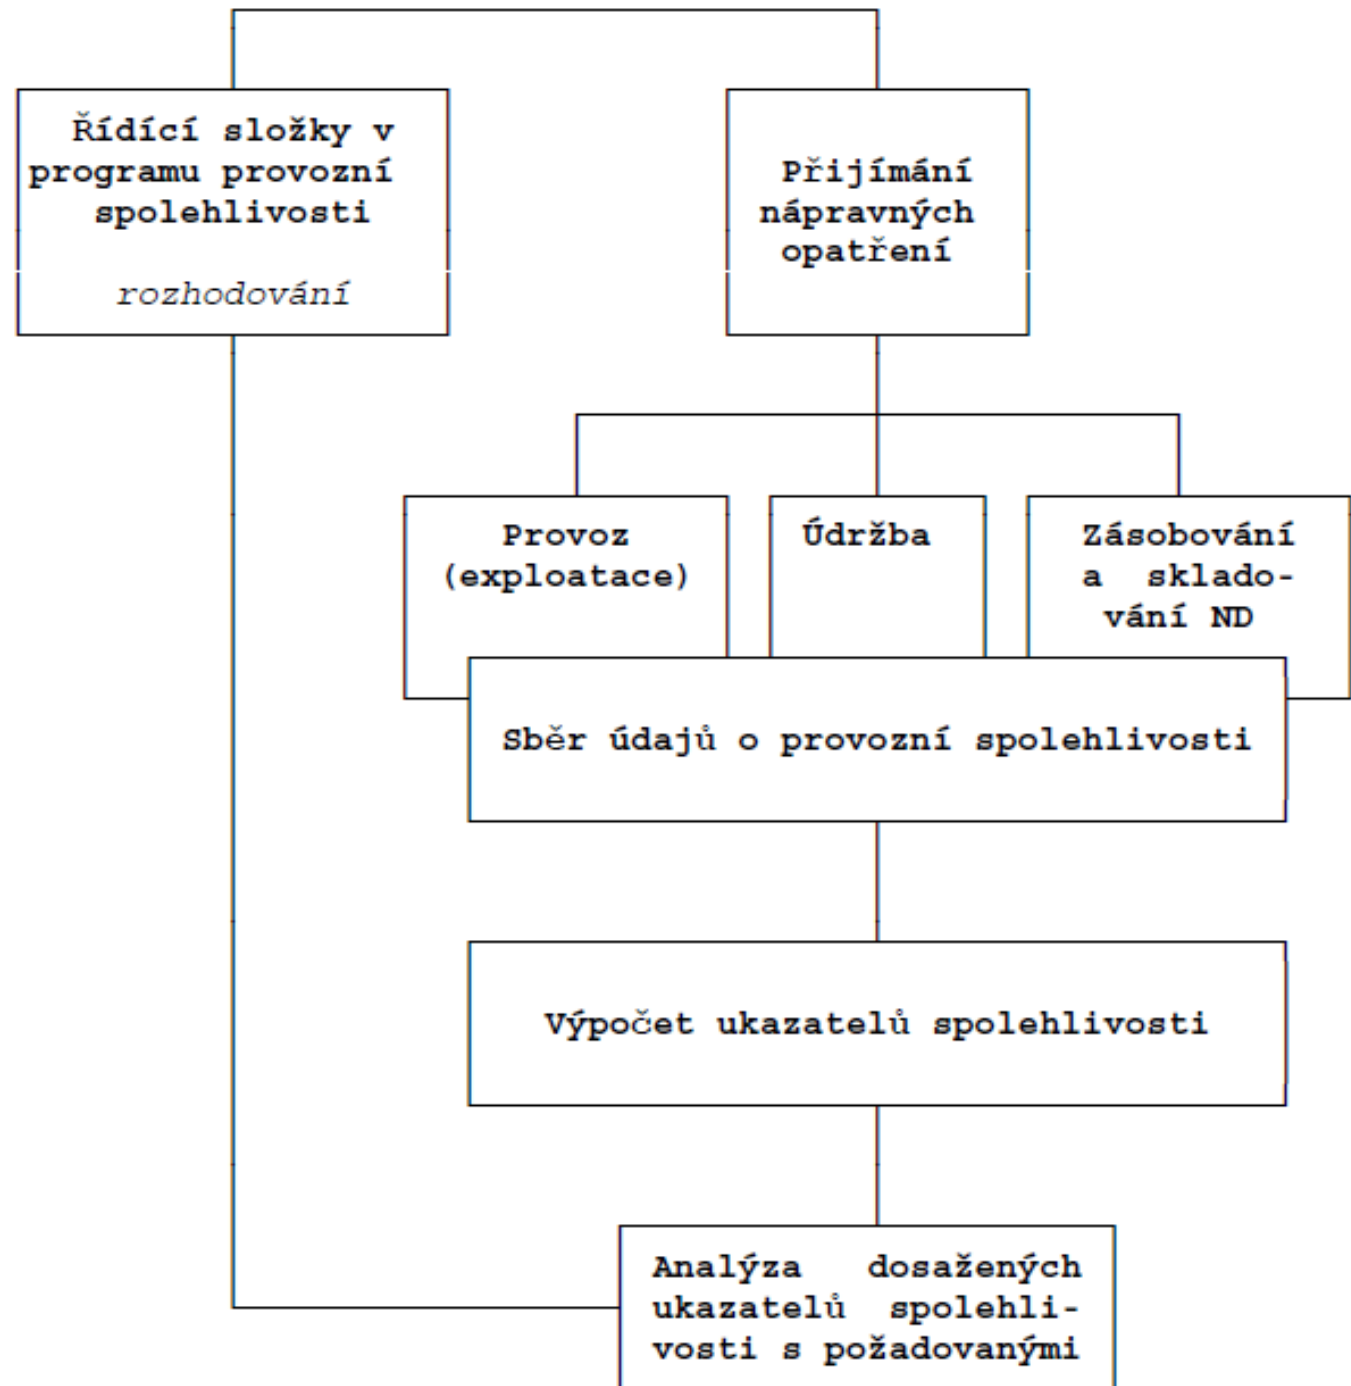 Řídící složky v
programu provozní
spolehlivosti
rozhodování
Přijímání
nápravných
opatření
Provoz
(exploatace)
Údržba
Zásobování
a sklado-
vání ND
Sběr údajů o provozní spolehlivosti
Výpočet ukazatelů spolehlivosti
Analýza dosažených
ukazatelů spolehli-
vosti s požadovanými